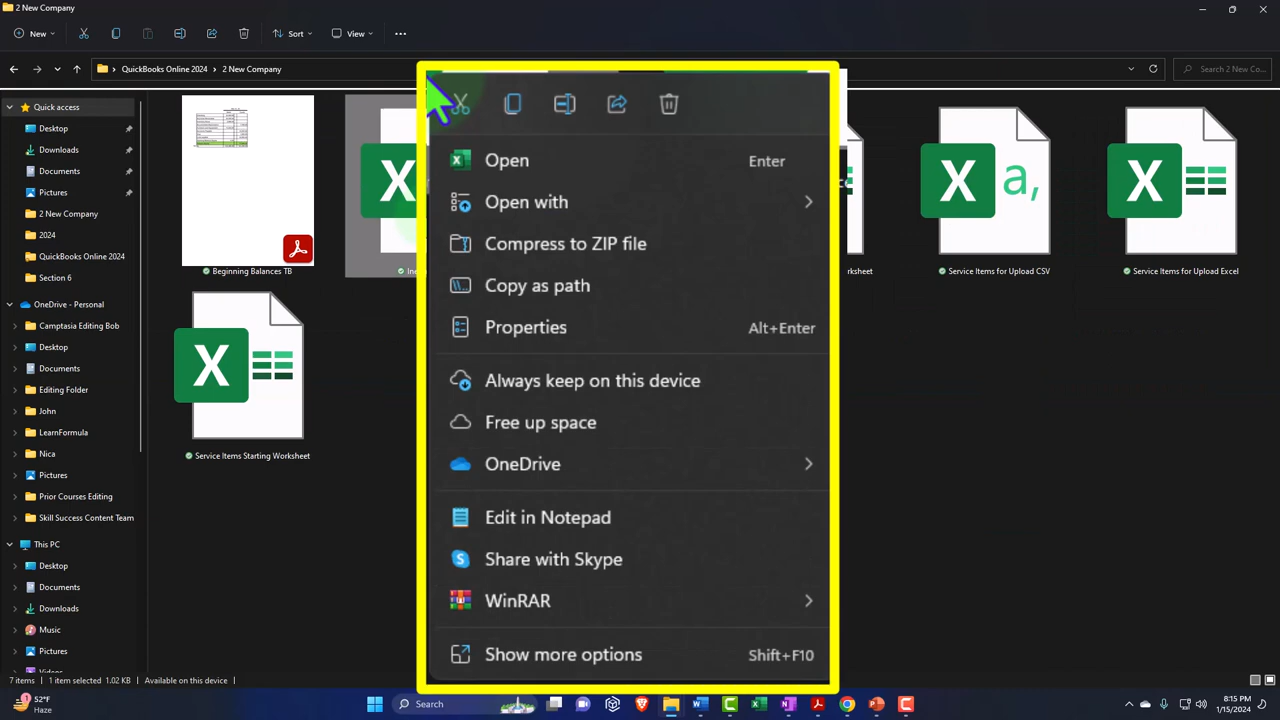 2 New Company
New
Sort
View
QuickBooks Online 2024
2 New Company
Search 2 New Co...
Quick access
Desktop
Downloads
Documents
Pictures
2 New Company
2024
QuickBooks Online 2024
Section 6
OneDrive - Personal
Camptasia Editing Bob
Desktop
Documents
Editing Folder
John
LearnFormula
Nica
Pictures
Prior Courses Editing
Skill Success Content Team
This PC
Desktop
Documents
Downloads
Music
Pictures
Beginning Balances TB
a,
Service Items for Upload CSV
Service Items for Upload Excel
Service Items Starting Worksheet
Open Enter
Open with
Compress to ZIP file
Copy as path
Properties Alt+Enter
Always keep on this device
Free up space
OneDrive
Edit in Notepad
Share with Skype
WinRAR
Show more options Shift+F10
7 items
1 item selected 1.02 KB
Available on this device
52°F
Haze
Search
8:15 PM
1/15/2024